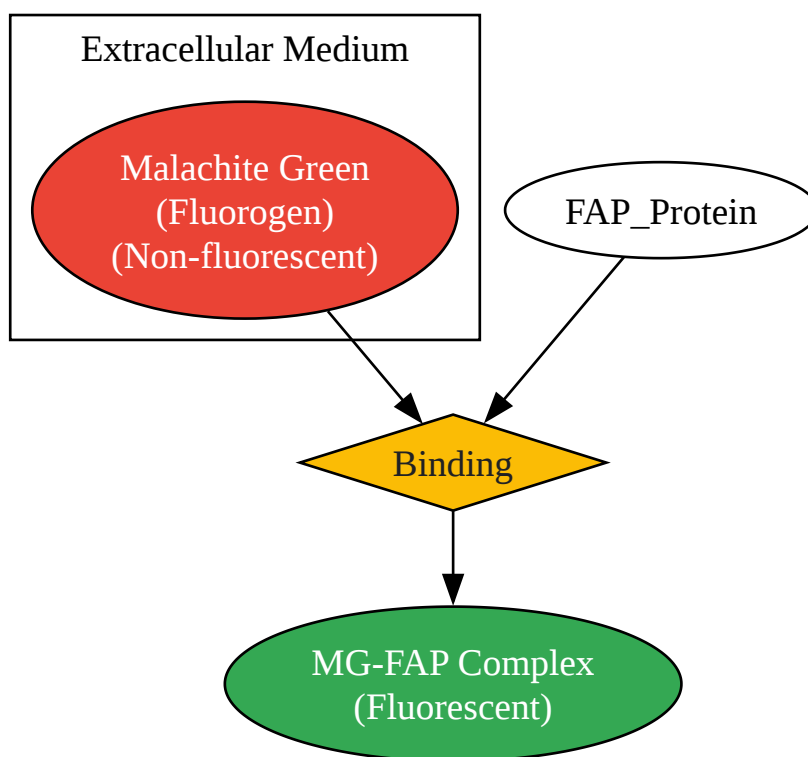 Extracellular Medium
Malachite Green
(Fluorogen)
(Non-fluorescent)
FAP_Protein
Binding
MG-FAP Complex
(Fluorescent)